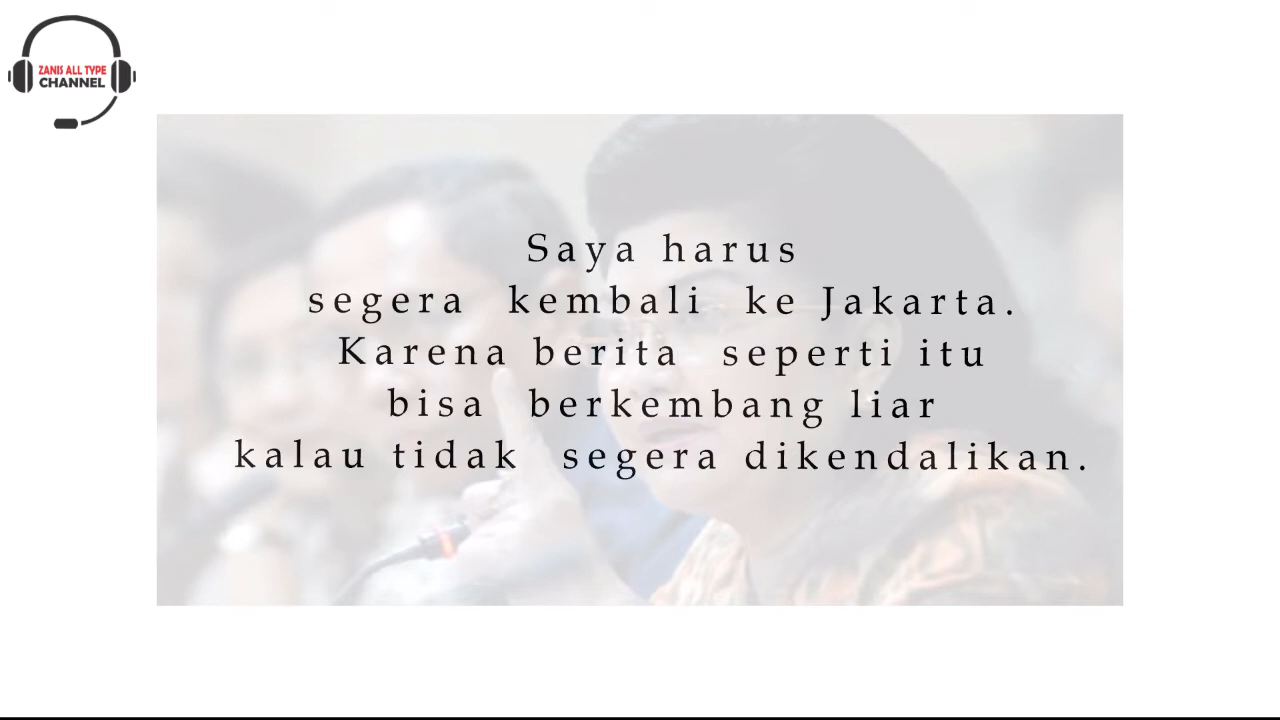 ZANIS ALL TYPE
CHANNEL
Saya harus
segera kembali ke Jakarta.
Karena berita seperti itu
bisa berkembang liar
kalau tidak segera dikendalikan.